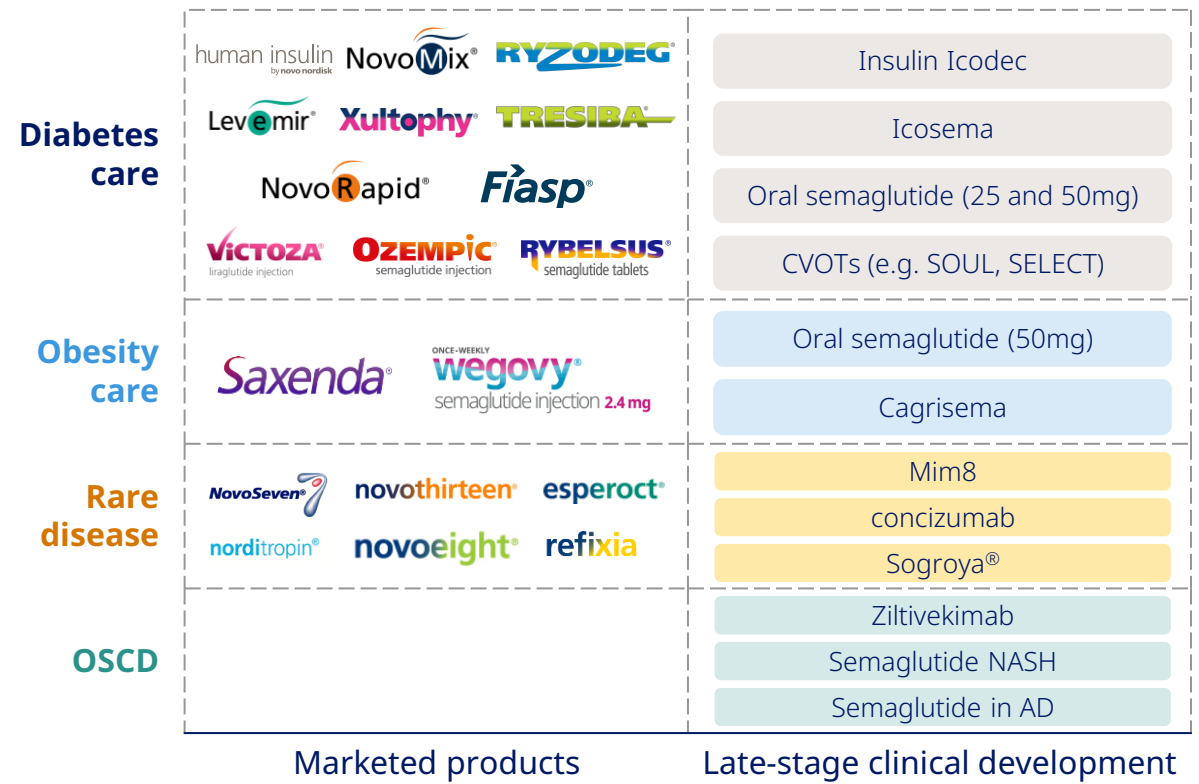 Diabetes
care
human insulin
by novo nordisk
NovoMix®
RYZODEG®
Levemir®
Xultophy®
TRESIBA®
NovoRapid®
Fiasp®
VICTOZA®
liraglutide injection
OZEMPIC®
semaglutide injection
RYBELSUS®
semaglutide tablets
Insulin Icodec
Icosema
Oral semaglutide (25 and 50mg)
CVOTs (e.g. SOUL, SELECT)
Obesity
care
Saxenda®
ONCE-WEEKLY
wegovy®
semaglutide injection 2.4 mg
Oral semaglutide (50mg)
Cagrisema
Rare
disease
NovoSeven®
novothirteen®
esperoct®
norditropin®
novoeight®
refixia
Mim8
concizumab
Sogroya®
OSCD
Ziltivekimab
Semaglutide NASH
Semaglutide in AD
Marketed products
Late-stage clinical development